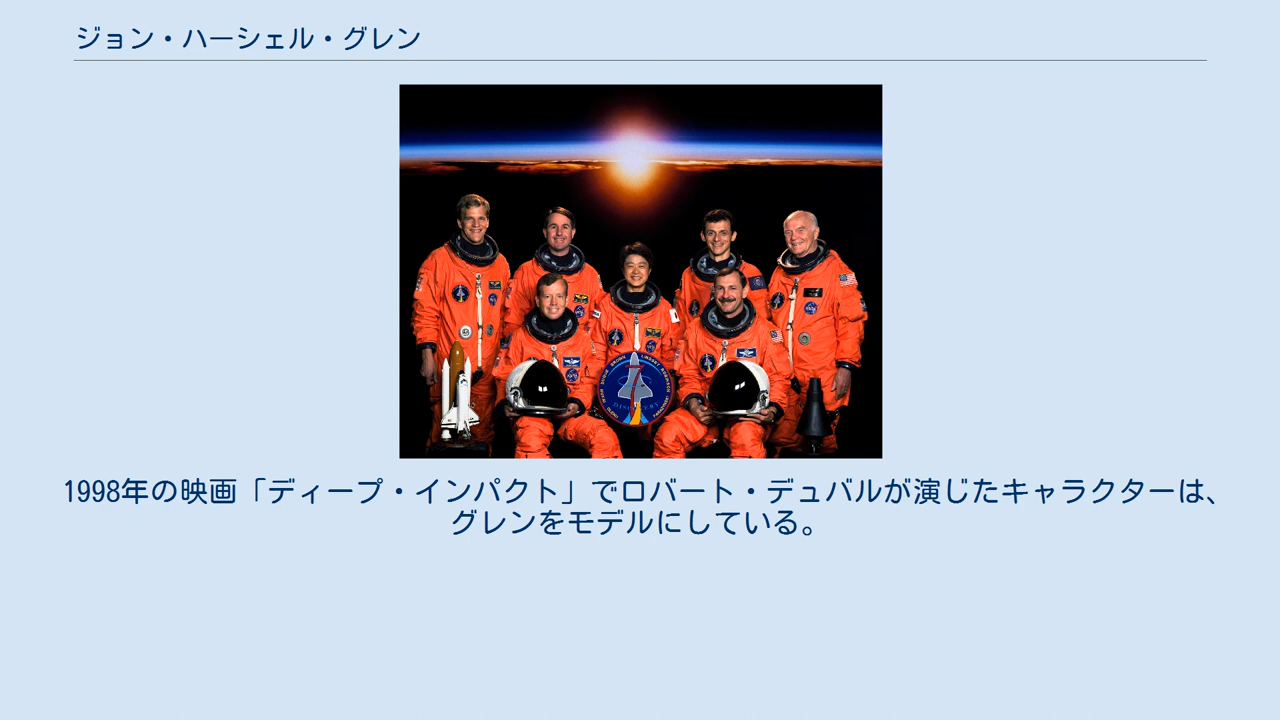 ジョン・ハーシェル・グレン
1998年の映画「ディープ・インパクト」でロバート・デュバルが演じたキャラクターは、
グレンをモデルにしている。